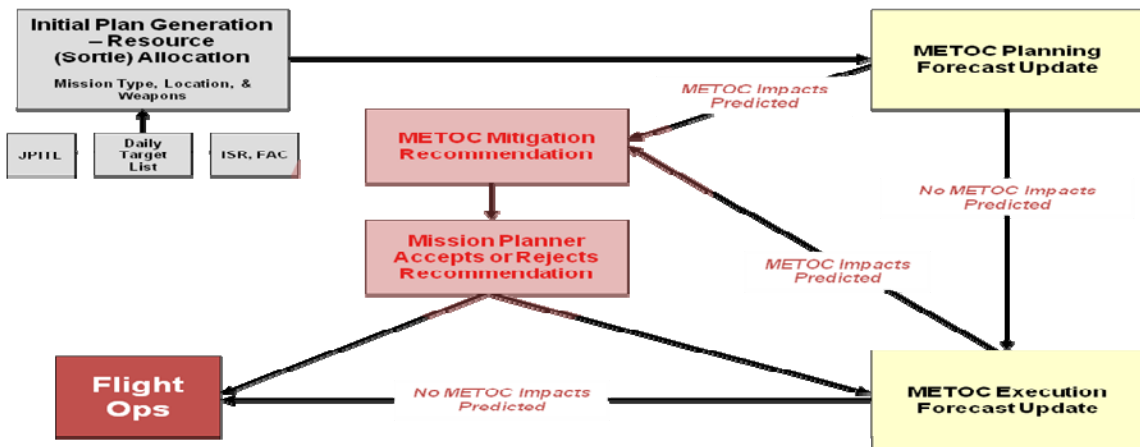 Initial Plan Generation
– Resource
(Sortie) Allocation
Mission Type, Location, &
Weapons
METOC Planning
Forecast Update
METOC Impacts
Predicted
JPITL
Daily
Target
List
ISR, FAC
METOC Mitigation
Recommendation
No METOC Impacts
Predicted
Mission Planner
Accepts or Rejects
Recommendation
METOC Impacts
Predicted
Flight
Ops
No METOC Impacts
Predicted
METOC Execution
Forecast Update